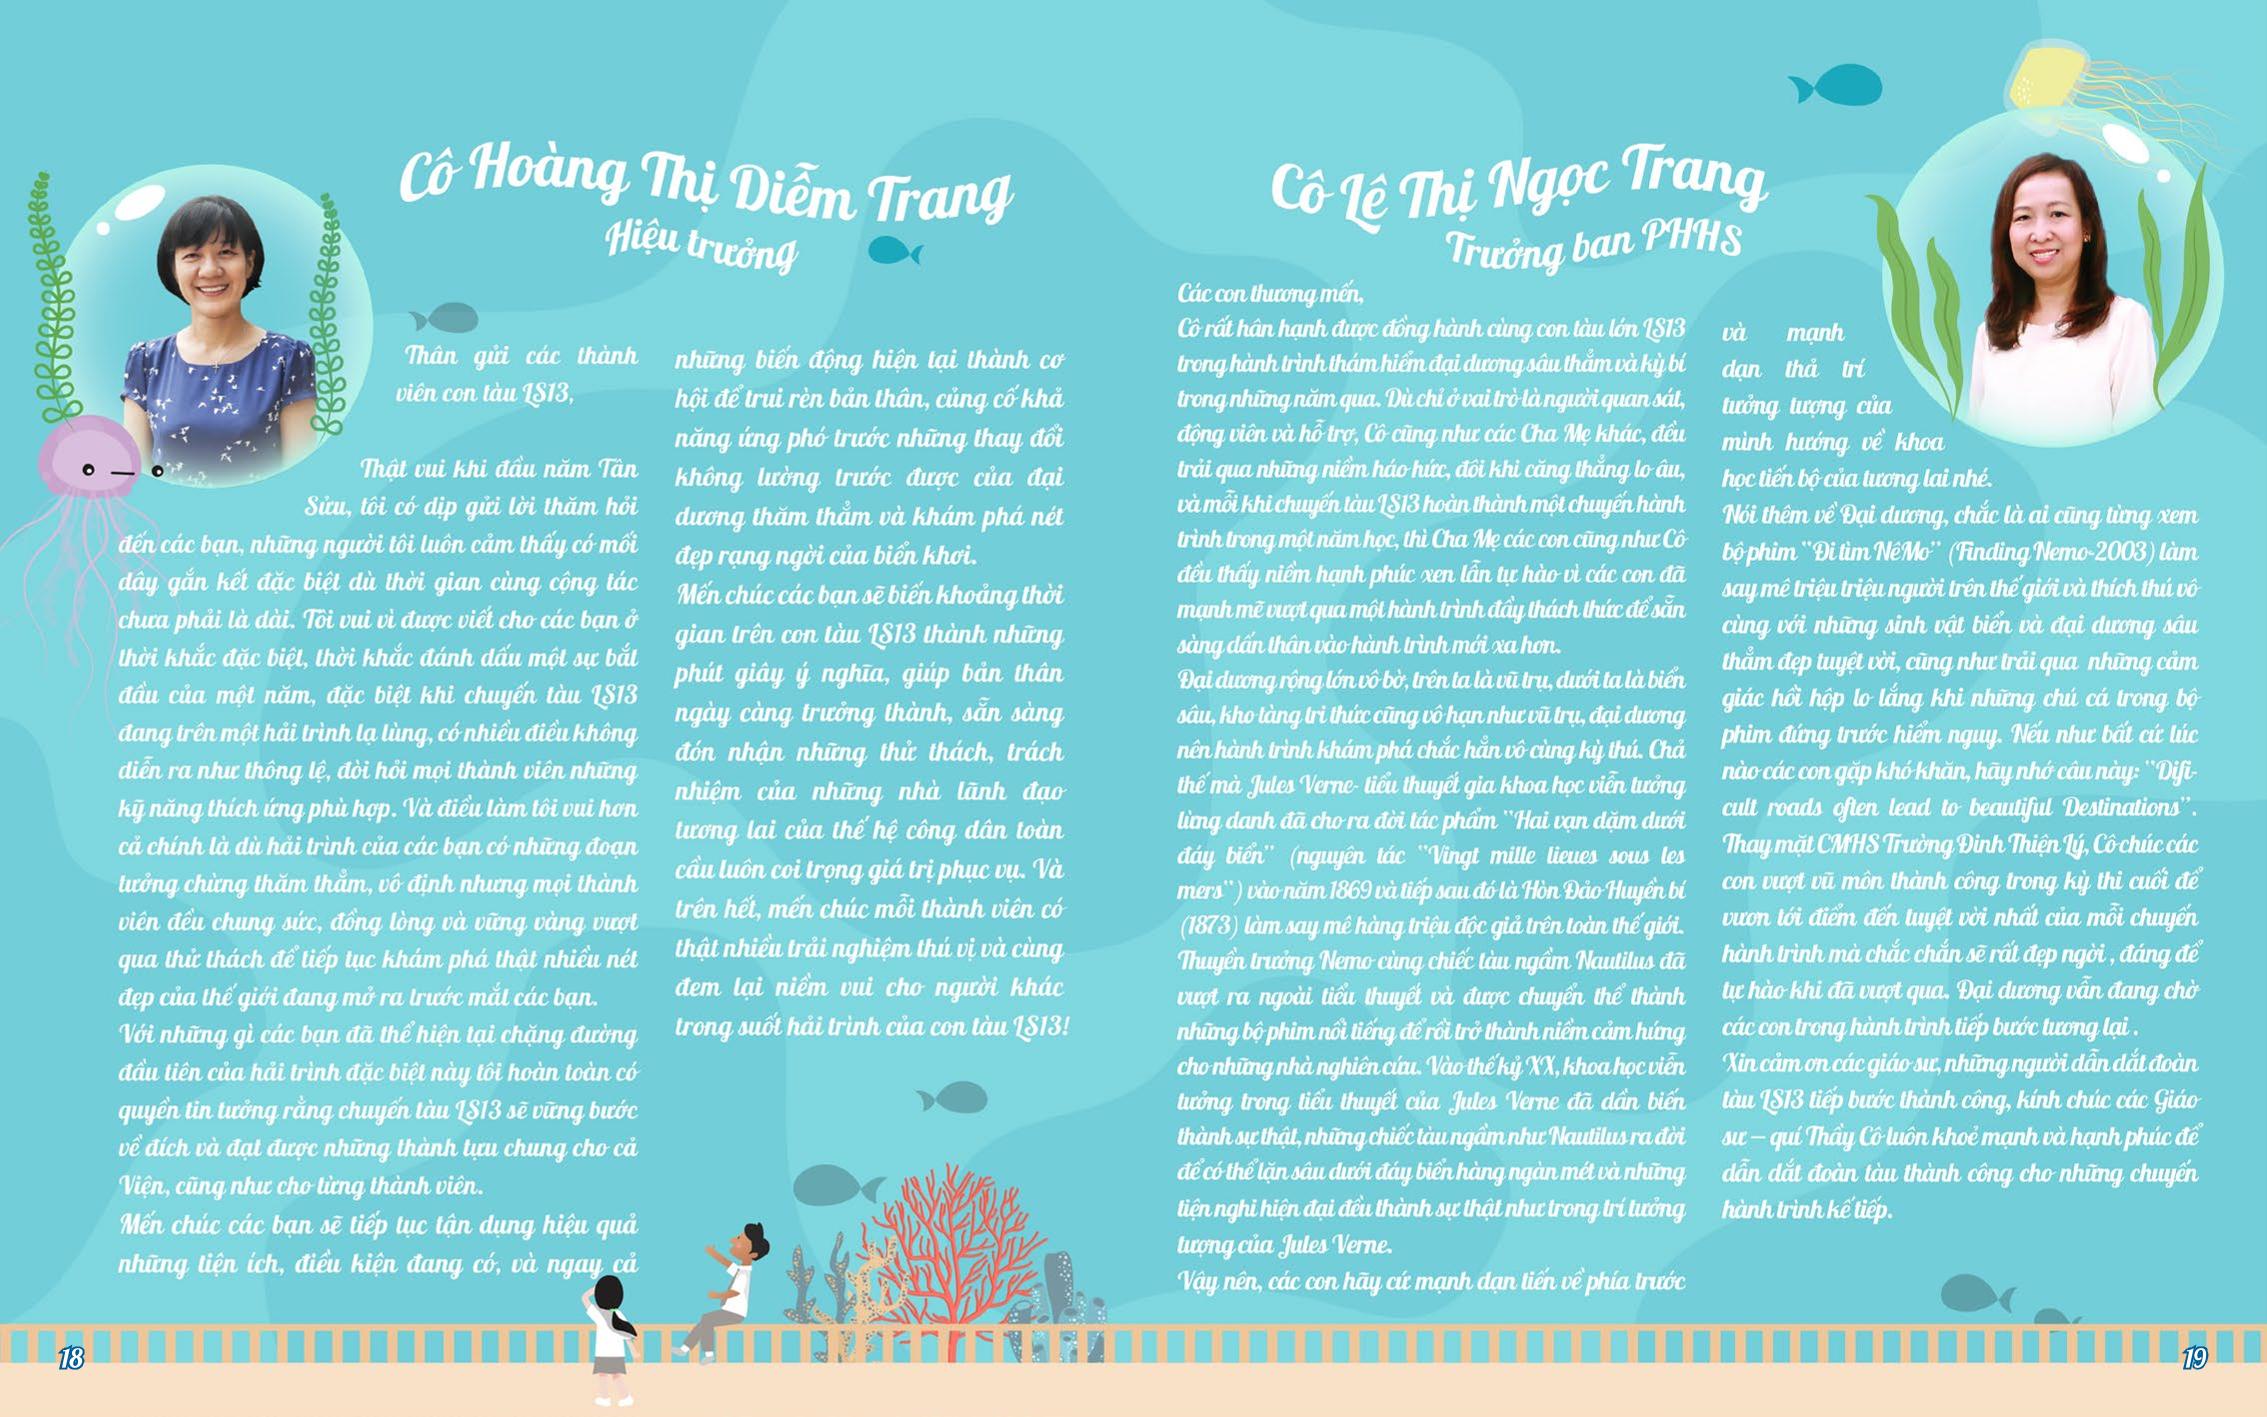 Cô Hoàng Thị Diễm Trang
Hiệu trưởng
Thân gửi các thành
viên con tàu LS13,
Thật vui khi đầu năm Tân
Sửu, tôi có dịp gửi lời thăm hỏi
đến các bạn, những người tôi luôn cảm thấy có mối
dây gắn kết đặc biệt dù thời gian cùng cộng tác
chưa phải là dài. Tôi vui vì được viết cho các bạn ở
thời khắc đặc biệt, thời khắc đánh dấu một sự bắt
đầu của một năm, đặc biệt khi chuyến tàu LS13
đang trên một hải trình lạ lùng, có nhiều điều không
diễn ra như thông lệ, đòi hỏi mọi thành viên những
kỹ năng thích ứng phù hợp. Và điều làm tôi vui hơn
cả chính là dù hải trình của các bạn có những đoạn
tưởng chừng thăm thẳm, vô định nhưng mọi thành
viên đều chung sức, đồng lòng và vững vàng vượt
qua thử thách để tiếp tục khám phá thật nhiều nét
đẹp của thế giới đang mở ra trước mắt các bạn.
Với những gì các bạn đã thể hiện tại chặng đường
đầu tiên của hải trình đặc biệt này tôi hoàn toàn có
quyền tin tưởng rằng chuyến tàu LS13 sẽ vững bước
về đích và đạt được những thành tựu chung cho cả
Viện, cũng như cho từng thành viên.
Mến chúc các bạn sẽ tiếp tục tận dụng hiệu quả
những tiện ích, điều kiện đang có, và ngay cả
những biến động hiện tại thành cơ
hội để trui rèn bản thân, củng cố khả
năng ứng phó trước những thay đổi
không lường trước được của đại
dương thăm thẳm và khám phá nét
đẹp rạng ngời của biển khơi.
Mến chúc các bạn sẽ biến khoảng thời
gian trên con tàu LS13 thành những
phút giây ý nghĩa, giúp bản thân
ngày càng trưởng thành, sẵn sàng
đón nhận những thử thách, trách
nhiệm của những nhà lãnh đạo
tương lai của thế hệ công dân toàn
cầu luôn coi trọng giá trị phục vụ. Và
trên hết, mến chúc mỗi thành viên có
thật nhiều trải nghiệm thú vị và cùng
đem lại niềm vui cho người khác
trong suốt hải trình của con tàu LS13!
18
Cô Lê Thị Ngọc Trang
Trưởng ban PHHS
Các con thương mến,
Cô rất hân hạnh được đồng hành cùng con tàu lớn LS13
trong hành trình thám hiểm đại dương sâu thẳm và kỳ bí
trong những năm qua. Dù chỉ ở vai trò là người quan sát,
động viên và hỗ trợ, Cô cũng như các Cha Mẹ khác, đều
trải qua những niềm háo hức, đôi khi căng thẳng lo âu,
và mỗi khi chuyến tàu LS13 hoàn thành một chuyến hành
trình trong một năm học, thì Cha Mẹ các con cũng như Cô
đều thấy niềm hạnh phúc xen lẫn tự hào vì các con đã
mạnh mẽ vượt qua một hành trình đầy thách thức để sẵn
sàng dấn thân vào hành trình mới xa hơn.
Đại dương rộng lớn vô bờ, trên ta là vũ trụ, dưới ta là biển
sâu, kho tàng tri thức cũng vô hạn như vũ trụ, đại dương
nên hành trình khám phá chắc hẳn vô cùng kỳ thú. Chả
thế mà Jules Verne- tiểu thuyết gia khoa học viễn tưởng
lừng danh đã cho ra đời tác phẩm "Hai vạn dặm dưới
đáy biển" (nguyên tác "Vingt mille lieues sous les
mers") vào năm 1869 và tiếp sau đó là Hòn Đảo Huyền bí
(1873) làm say mê hàng triệu độc giả trên toàn thế giới.
Thuyền trưởng Nemo cùng chiếc tàu ngầm Nautilus đã
vượt ra ngoài tiểu thuyết và được chuyển thể thành
những bộ phim nổi tiếng để rồi trở thành niềm cảm hứng
cho những nhà nghiên cứu. Vào thế kỷ XX, khoa học viễn
tưởng trong tiểu thuyết của Jules Verne đã dần biến
thành sự thật, những chiếc tàu ngầm như Nautilus ra đời
để có thể lặn sâu dưới đáy biển hàng ngàn mét và những
tiện nghi hiện đại đều thành sự thật như trong trí tưởng
tượng của Jules Verne.
Vậy nên, các con hãy cứ mạnh dạn tiến về phía trước
và mạnh
dạn thả trí
tưởng tượng của
mình hướng về khoa
học tiến bộ của tương lai nhé.
Nói thêm về Đại dương, chắc là ai cũng từng xem
bộ phim "Đi tìm NêMo" (Finding Nemo-2003) làm
say mê triệu triệu người trên thế giới và thích thú vô
cùng với những sinh vật biển và đại dương sâu
thẳm đẹp tuyệt vời, cũng như trải qua những cảm
giác hồi hộp lo lắng khi những chú cá trong bộ
phim đứng trước hiểm nguy. Nếu như bất cứ lúc
nào các con gặp khó khăn, hãy nhớ câu này: "Difi-
cult roads often lead to beautiful Destinations".
Thay mặt CMHS Trường Đinh Thiện Lý, Cô chúc các
con vượt vũ môn thành công trong kỳ thi cuối để
vươn tới điểm đến tuyệt vời nhất của mỗi chuyến
hành trình mà chắc chắn sẽ rất đẹp ngời , đáng để
tự hào khi đã vượt qua. Đại dương vẫn đang chờ
các con trong hành trình tiếp bước tương lại .
Xin cảm ơn các giáo sư, những người dẫn dắt đoàn
tàu LS13 tiếp bước thành công, kính chúc các Giáo
sư – quí Thầy Cô luôn khoẻ mạnh và hạnh phúc để
dẫn dắt đoàn tàu thành công cho những chuyến
hành trình kế tiếp.
19